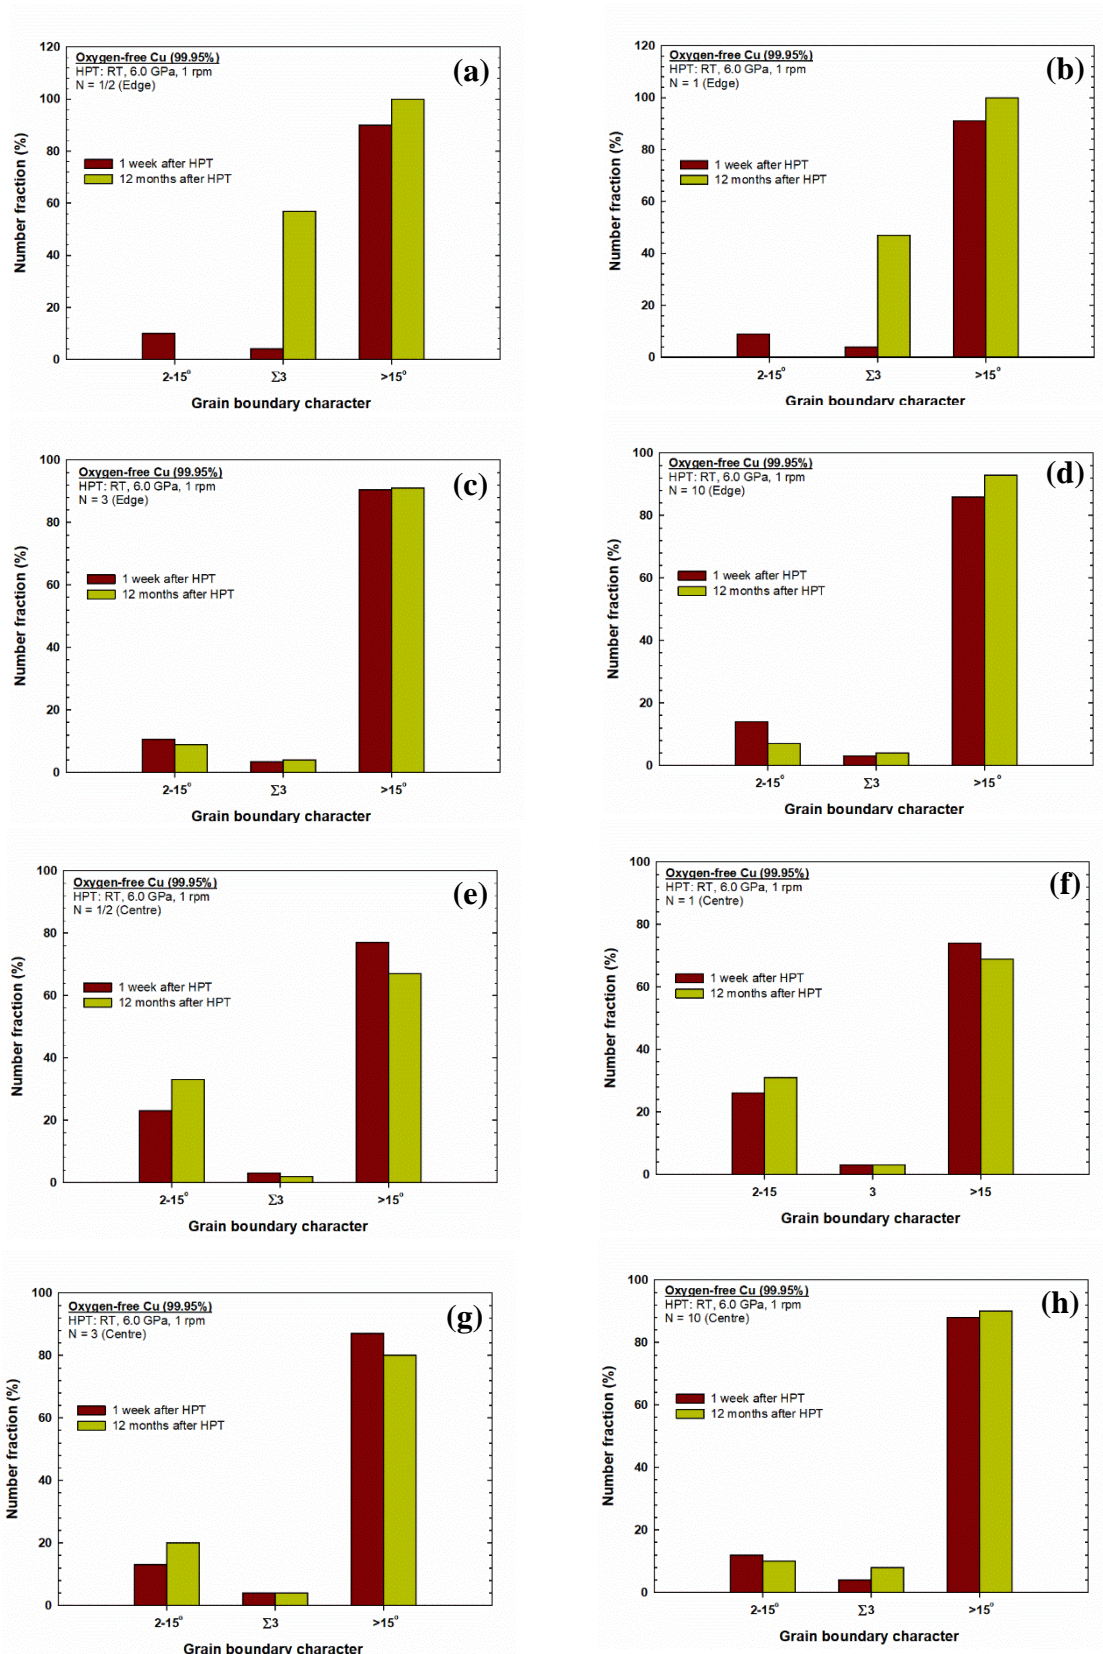 (a)
Oxygen-free Cu (99.95%)
HPT: RT, 6.0 GPa, 1 rpm
N = 1/2 (Edge)
1 week after HPT
12 months after HPT
Number fraction (%)
120
100
80
60
40
20
0
2-15° Σ3 >15°
Grain boundary character
(b)
Oxygen-free Cu (99.95%)
HPT: RT, 6.0 GPa, 1 rpm
N = 1 (Edge)
1 week after HPT
12 months after HPT
Number fraction (%)
120
100
80
60
40
20
0
2-15° Σ3 >15°
Grain boundary character
(c)
Oxygen-free Cu (99.95%)
HPT: RT, 6.0 GPa, 1 rpm
N = 3 (Edge)
1 week after HPT
12 months after HPT
Number fraction (%)
100
80
60
40
20
0
2-15° Σ3 >15°
Grain boundary character
(d)
Oxygen-free Cu (99.95%)
HPT: RT, 6.0 GPa, 1 rpm
N = 10 (Edge)
1 week after HPT
12 months after HPT
Number fraction (%)
100
80
60
40
20
0
2-15° Σ3 >15°
Grain boundary character
(e)
Oxygen-free Cu (99.95%)
HPT: RT, 6.0 GPa, 1 rpm
N = 1/2 (Centre)
1 week after HPT
12 months after HPT
Number fraction (%)
100
80
60
40
20
0
2-15° Σ3 >15°
Grain boundary character
(f)
Oxygen-free Cu (99.95%)
HPT: RT, 6.0 GPa, 1 rpm
N = 1 (Centre)
1 week after HPT
12 months after HPT
Number fraction (%)
100
80
60
40
20
0
2-15 3 >15
Grain boundary character
(g)
Oxygen-free Cu (99.95%)
HPT: RT, 6.0 GPa, 1 rpm
N = 3 (Centre)
1 week after HPT
12 months after HPT
Number fraction (%)
100
80
60
40
20
0
2-15° Σ3 >15°
Grain boundary character
(h)
Oxygen-free Cu (99.95%)
HPT: RT, 6.0 GPa, 1 rpm
N = 10 (Centre)
1 week after HPT
12 months after HPT
Number fraction (%)
100
80
60
40
20
0
2-15° Σ3 >15°
Grain boundary character